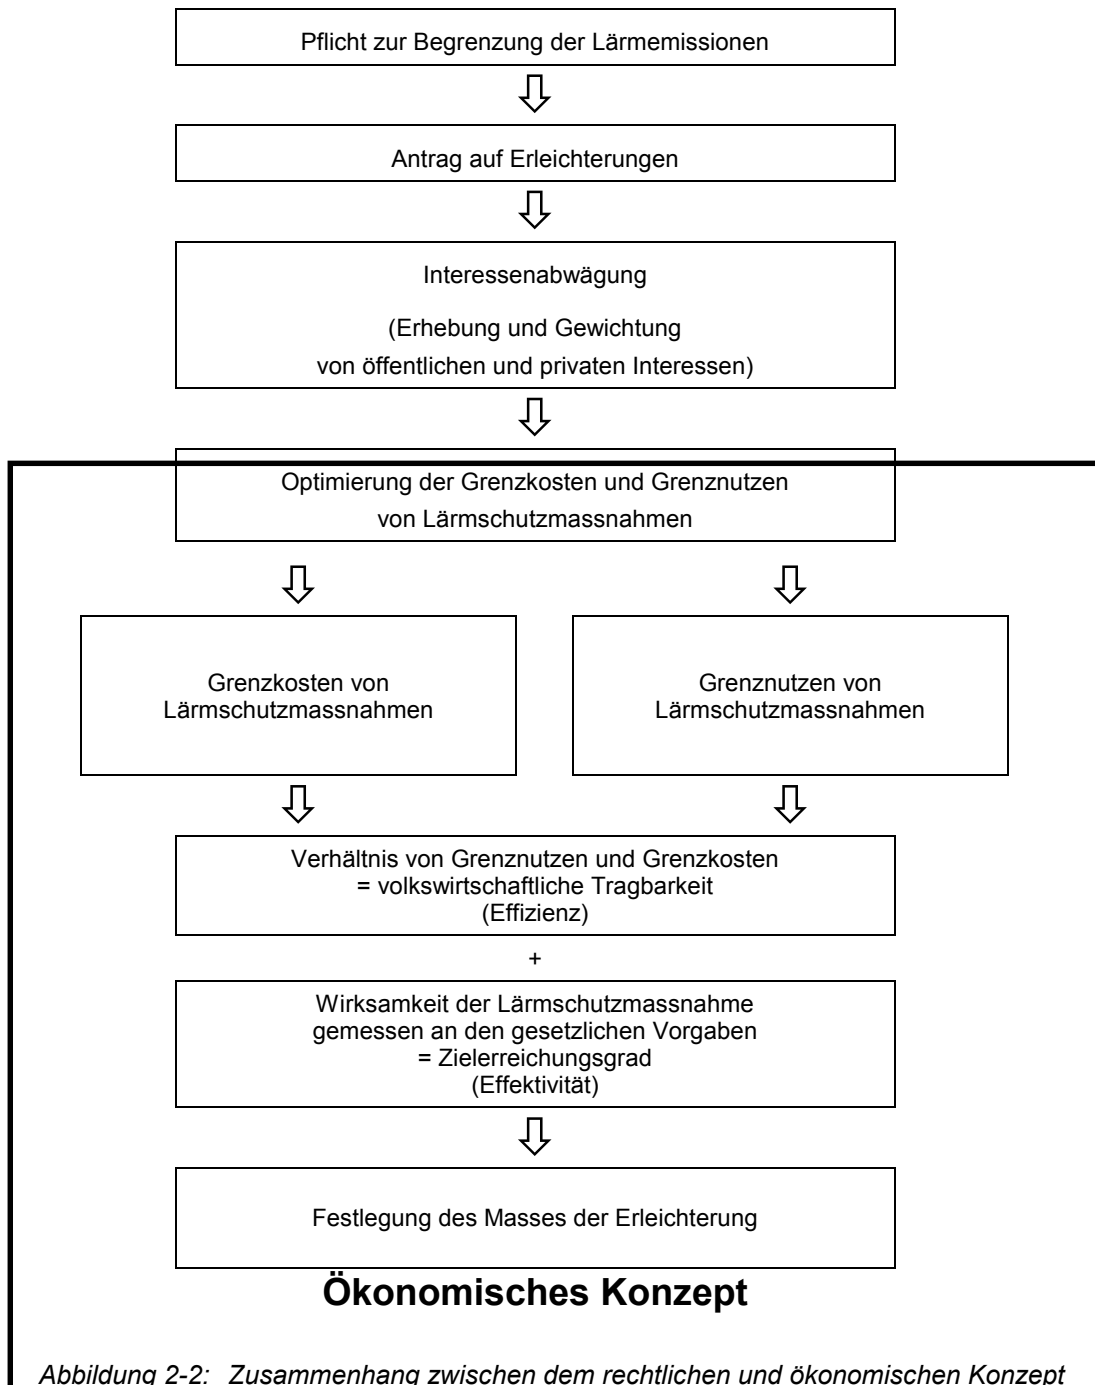 Pflicht zur Begrenzung der Lärmemissionen
Antrag auf Erleichterungen
Interessenabwägung
(Erhebung und Gewichtung
von öffentlichen und privaten Interessen)
Optimierung der Grenzkosten und Grenznutzen
von Lärmschutzmassnahmen
Grenzkosten von
Lärmschutzmassnahmen
Grenznutzen von
Lärmschutzmassnahmen
Verhältnis von Grenznutzen und Grenzkosten
= volkswirtschaftliche Tragbarkeit
(Effizienz)
+
Wirksamkeit der Lärmschutzmassnahme
gemessen an den gesetzlichen Vorgaben
= Zielerreichungsgrad
(Effektivität)
Festlegung des Masses der Erleichterung
Ökonomisches Konzept
Abbildung 2-2: Zusammenhang zwischen dem rechtlichen und ökonomischen Konzept